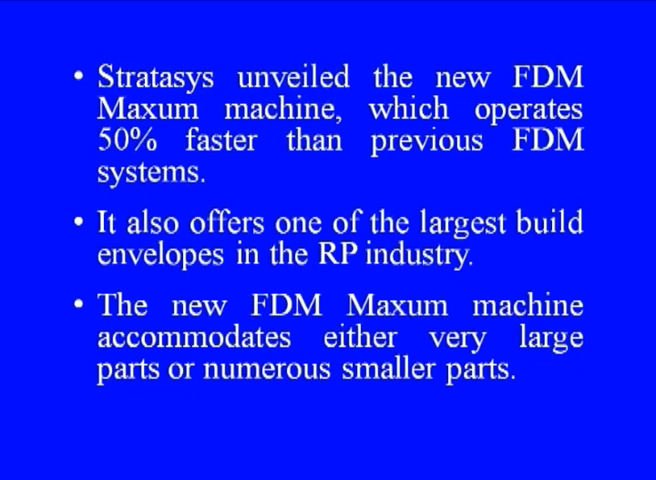 • Stratasys unveiled the new FDM
Maxum machine, which operates
50% faster than previous FDM
systems.
• It also offers one of the largest build
envelopes in the RP industry.
• The new FDM Maxum machine
accommodates either very large
parts or numerous smaller parts.